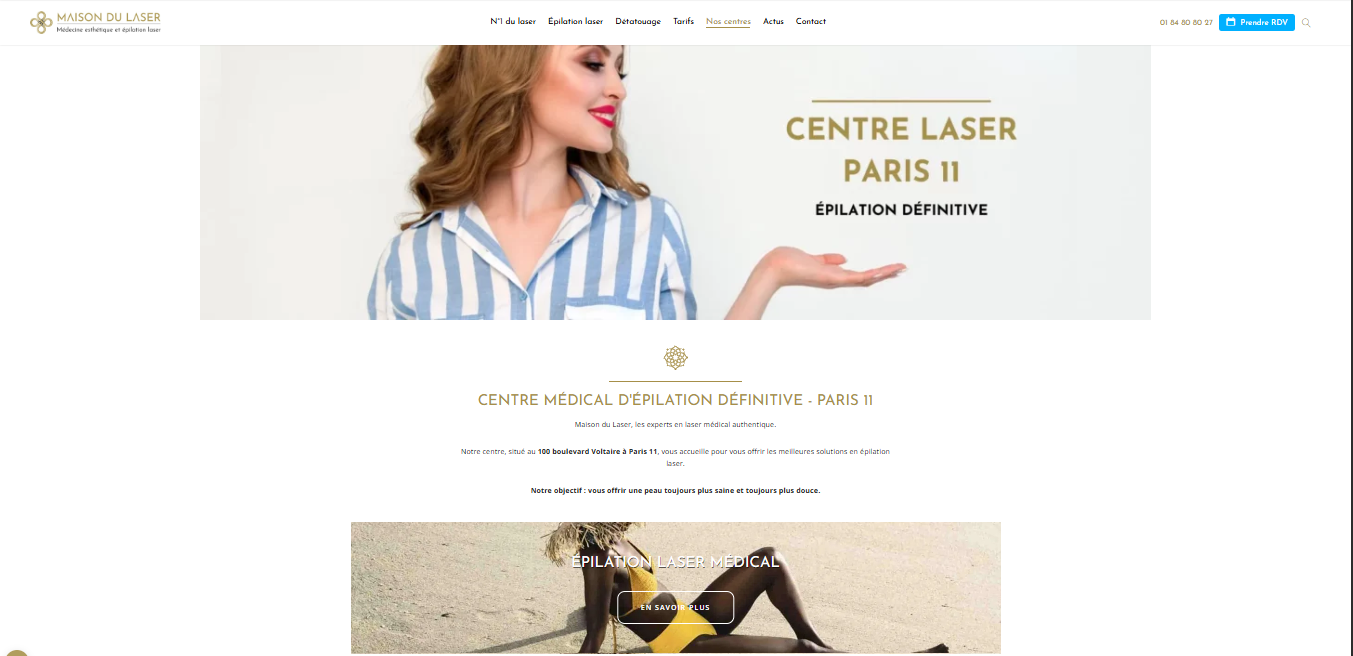 MAISON DU LASER
Médecine esthétique et épilation laser
N°1 du laser Épilation laser Détatouage Tarifs Nos centres Actus Contact
01 84 80 80 27 Prendre RDV
CENTRE LASER
PARIS 11
ÉPILATION DÉFINITIVE
CENTRE MÉDICAL D'ÉPILATION DÉFINITIVE - PARIS 11
Maison du Laser, les experts en laser médical authentique.
Notre centre, situé au 100 boulevard Voltaire à Paris 11, vous accueille pour vous offrir les meilleures solutions en épilation
laser.
Notre objectif : vous offrir une peau toujours plus saine et toujours plus douce.
ÉPILATION LASER MÉDICAL
EN SAVOIR PLUS